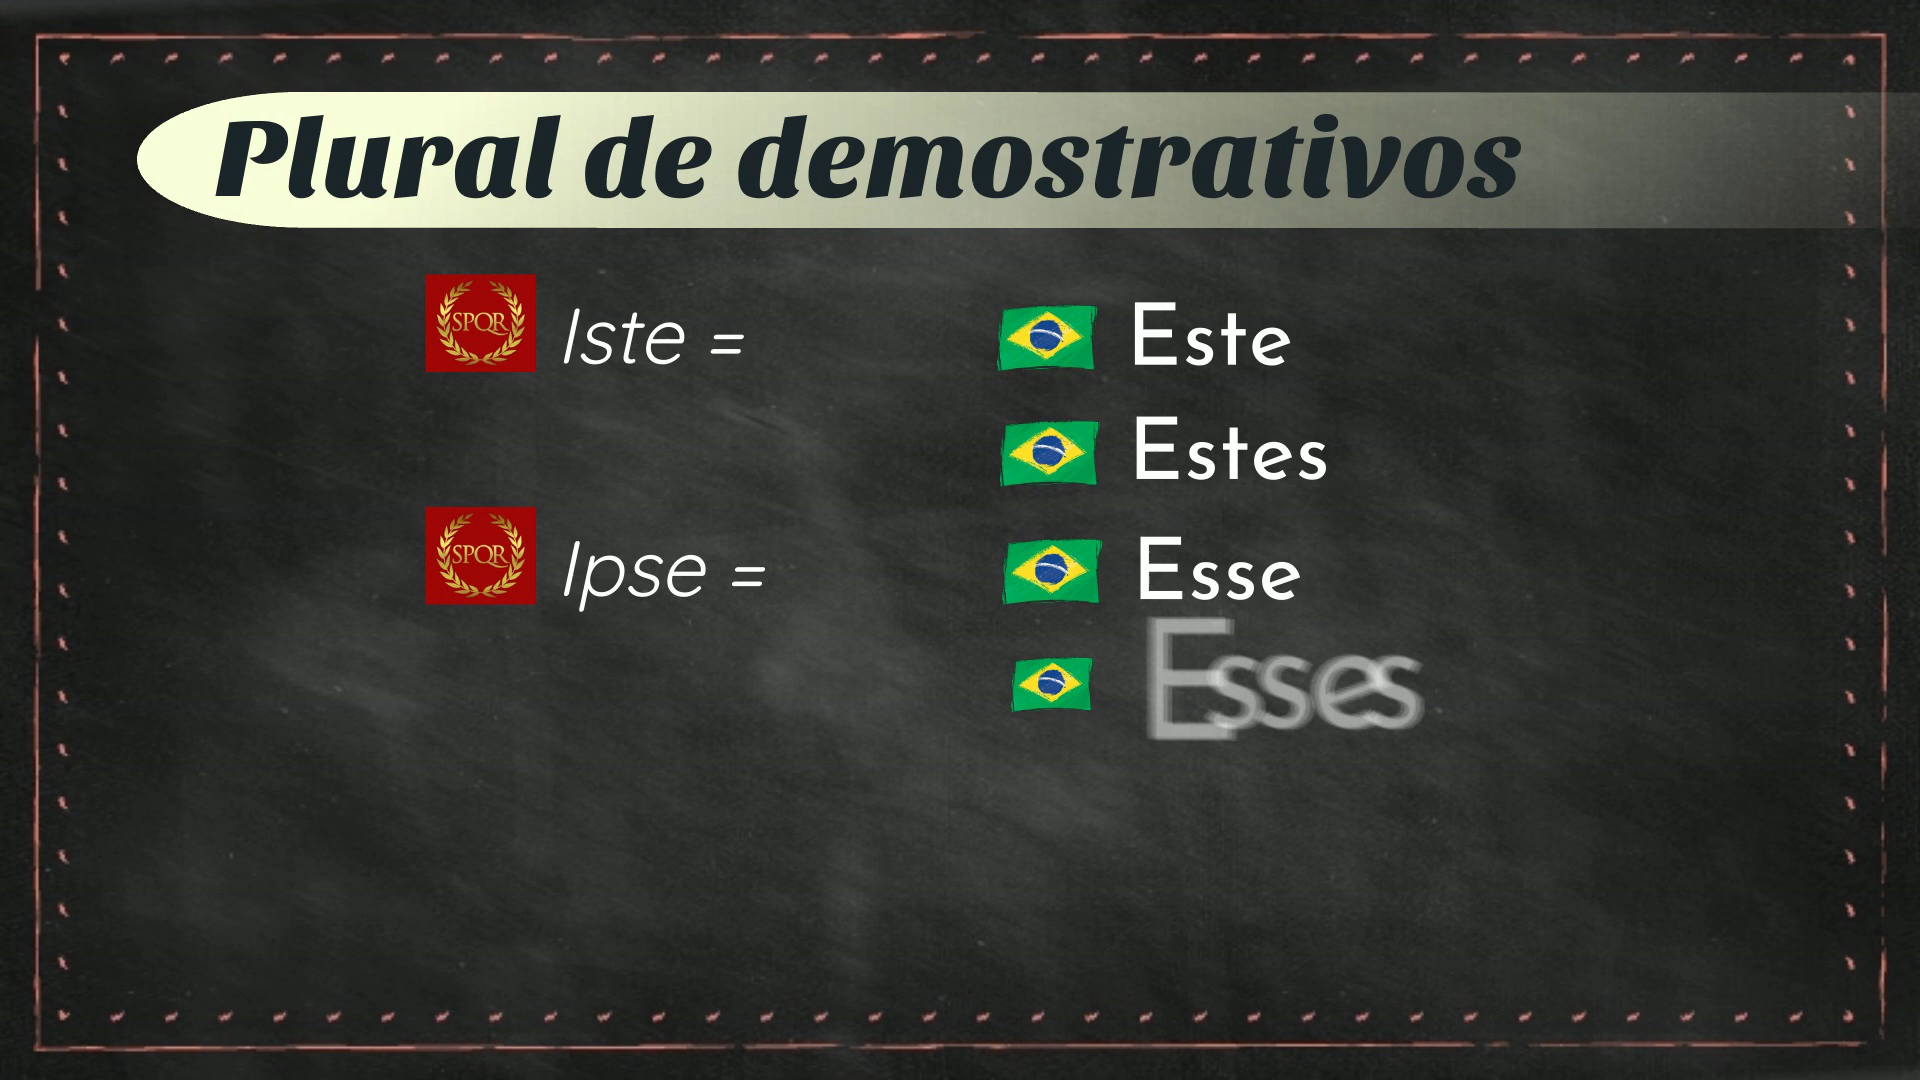 Plural de demostrativos
SPQR Iste = Este
Estes
SPQR Ipse = Esse
Esses